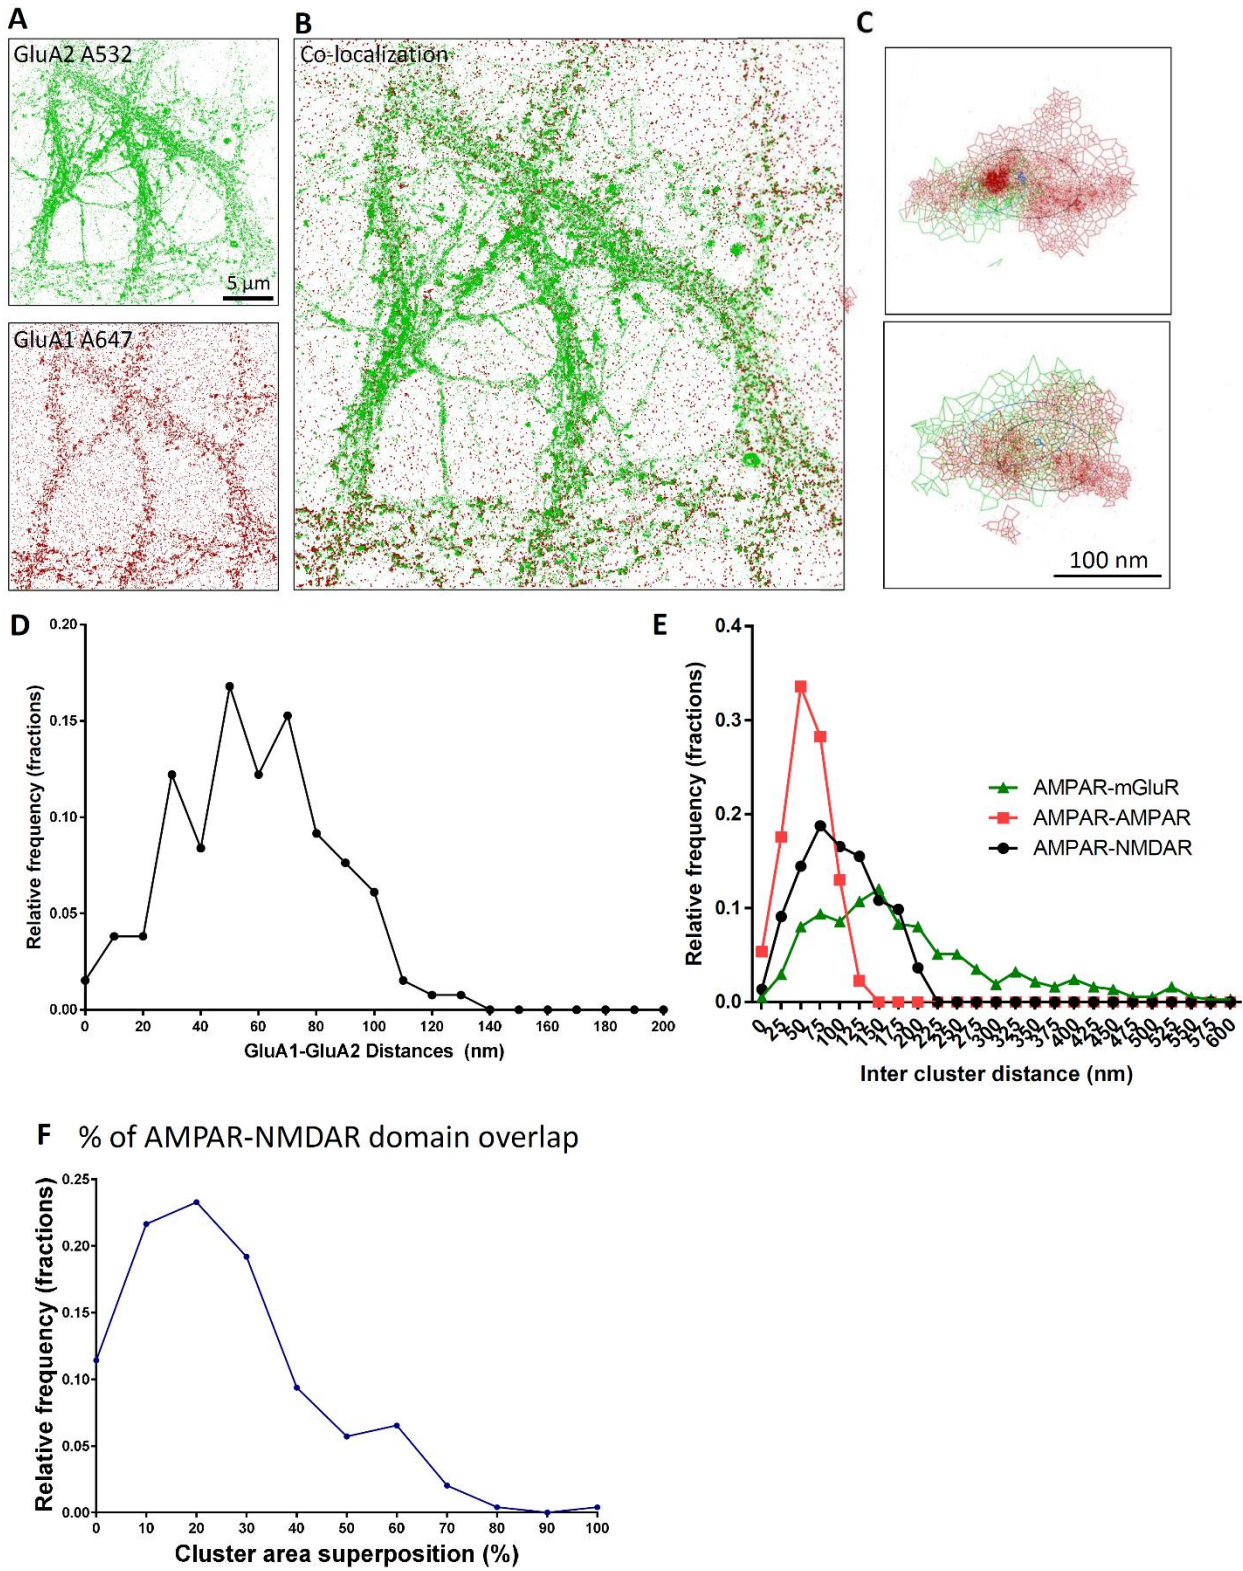 A
B
C
GluA2 A532
5 µm
Co-localization
GluA1 A647
100 nm
D
0.20
0.15
0.10
0.05
0.00
Relative frequency (fractions)
0 20 40 60 80 100 120 140 160 180 200
GluA1-GluA2 Distances (nm)
E
0.4
0.3
0.2
0.1
0.0
Relative frequency (fractions)
AMPAR-mGluR
AMPAR-AMPAR
AMPAR-NMDAR
0 25 50 75 100 125 150 175 200 225 250 275 300 325 350 375 400 425 450 475 500 525 550 575 600
Inter cluster distance (nm)
F % of AMPAR-NMDAR domain overlap
0.25
0.20
0.15
0.10
0.05
0.00
Relative frequency (fractions)
0 10 20 30 40 50 60 70 80 90 100
Cluster area superposition (%)